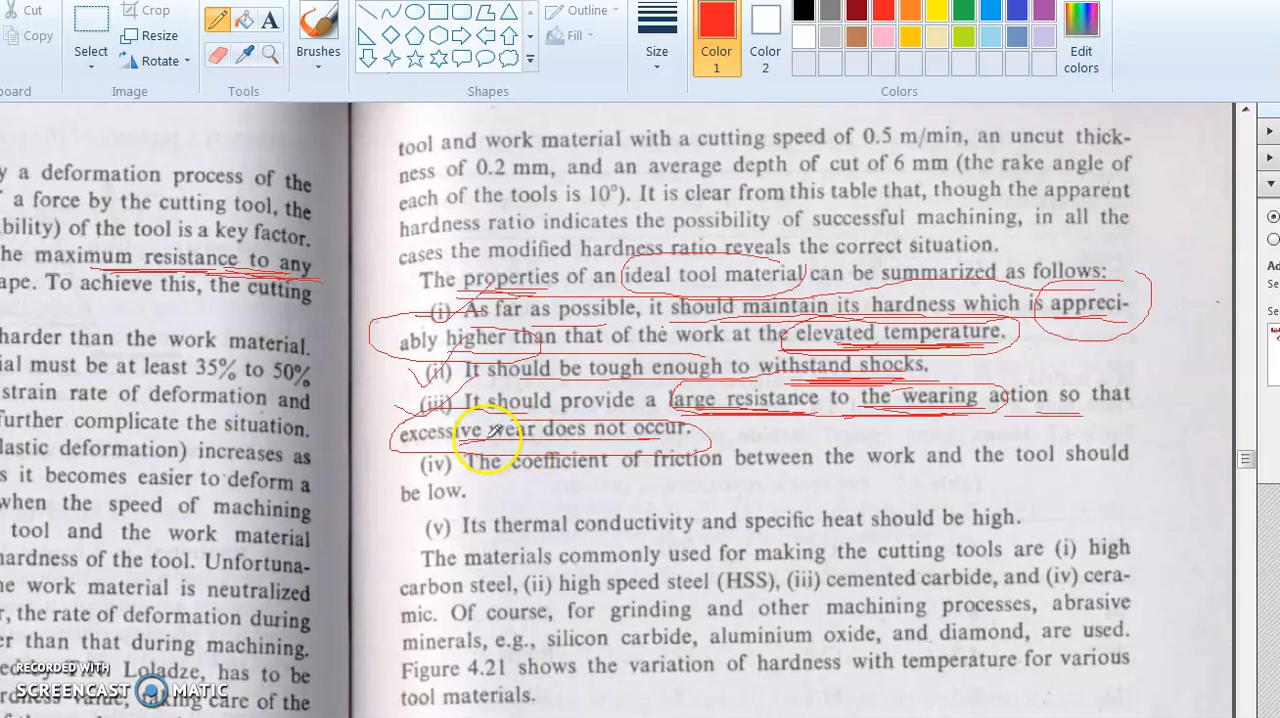 Cut
Copy
Crop
Resize
Select
Rotate
Brushes
Outline
Fill
Size
Color 1
Color 2
Edit colors
board
Image
Tools
Shapes
Colors
y a deformation process of the
a force by the cutting tool, the
bility) of the tool is a key factor.
he maximum resistance to any
ape. To achieve this, the cutting
harder than the work material.
ial must be at least 35% to 50%
strain rate of deformation and
further complicate the situation.
lastic deformation) increases as
s it becomes easier to deform a
when the speed of machining
tool and the work material
hardness of the tool. Unfortuna-
he work material is neutralized
r, the rate of deformation during
er than that during machining.
Loladze, has to be
taking care of the
tool and work material with a cutting speed of 0.5 m/min, an uncut thick-
ness of 0.2 mm, and an average depth of cut of 6 mm (the rake angle of
each of the tools is 10°). It is clear from this table that, though the apparent
hardness ratio indicates the possibility of successful machining, in all the
cases the modified hardness ratio reveals the correct situation.
The properties of an ideal tool material can be summarized as follows:
(i) As far as possible, it should maintain its hardness which is appreci-
ably higher than that of the work at the elevated temperature.
(ii) It should be tough enough to withstand shocks.
(iii) It should provide a large resistance to the wearing action so that
excessive wear does not occur.
(iv) The coefficient of friction between the work and the tool should
be low.
(v) Its thermal conductivity and specific heat should be high.
The materials commonly used for making the cutting tools are (i) high
carbon steel, (ii) high speed steel (HSS), (iii) cemented carbide, and (iv) cera-
mic. Of course, for grinding and other machining processes, abrasive
minerals, e.g., silicon carbide, aluminium oxide, and diamond, are used.
Figure 4.21 shows the variation of hardness with temperature for various
tool materials.
RECORDED WITH
SCREENCAST MATIC